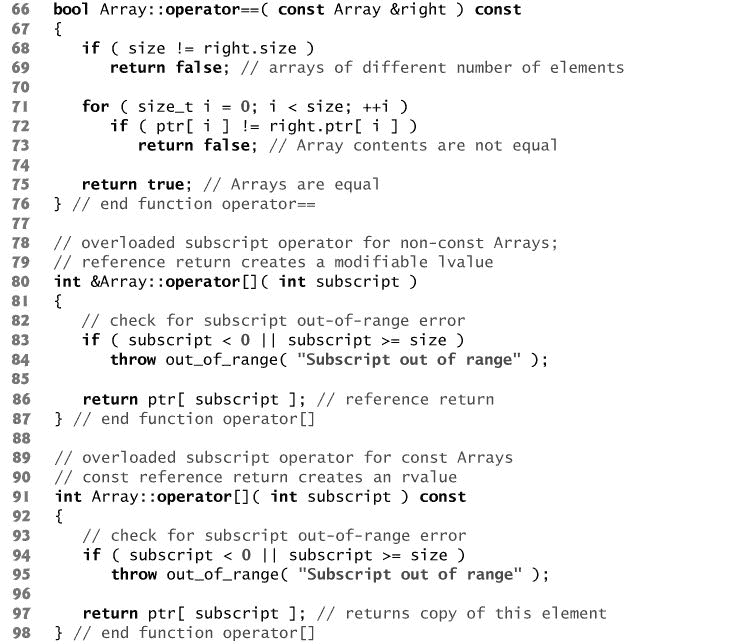 66 bool Array::operator==( const Array &right ) const
67 {
68    if ( size != right.size )
69       return false; // arrays of different number of elements
70
71    for ( size_t i = 0; i < size; ++i )
72       if ( ptr[ i ] != right.ptr[ i ] )
73          return false; // Array contents are not equal
74
75    return true; // Arrays are equal
76 } // end function operator==
77
78 // overloaded subscript operator for non-const Arrays;
79 // reference return creates a modifiable lvalue
80 int &Array::operator[]( int subscript )
81 {
82    // check for subscript out-of-range error
83    if ( subscript < 0 || subscript >= size )
84       throw out_of_range( "Subscript out of range" );
85
86    return ptr[ subscript ]; // reference return
87 } // end function operator[]
88
89 // overloaded subscript operator for const Arrays
90 // const reference return creates an rvalue
91 int Array::operator[]( int subscript ) const
92 {
93    // check for subscript out-of-range error
94    if ( subscript < 0 || subscript >= size )
95       throw out_of_range( "Subscript out of range" );
96
97    return ptr[ subscript ]; // returns copy of this element
98 } // end function operator[]